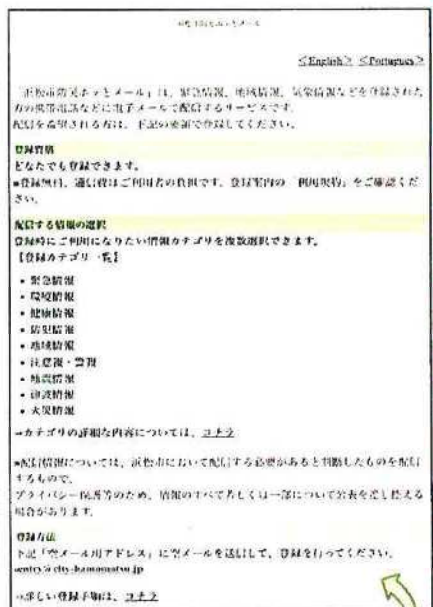 <English> <Portugues>
「浜松市防災ホッとメール」は、緊急情報、地域情報、気象情報などを登録された
方の携帯電話などに電子メールで配信するサービスです。
配信を希望される方は、下記の要領で登録してください。
登録資格
どなたでも登録できます。
※登録無料、通信費はご利用者の負担です。登録案内の「利用規約」をご確認くだ
さい。
配信する情報の選択
登録時にご利用になりたい情報カテゴリを複数選択できます。
【登録カテゴリ一覧】
• 緊急情報
• 環境情報
• 健康情報
• 防犯情報
• 地域情報
• 注意報・警報
• 地震情報
• 津波情報
• 火災情報
→カテゴリの詳細な内容については、コチラ
※配信情報については、浜松市において配信する必要があると判断したものを配信
するもので、
プライバシー保護等のため、情報のすべて若しくは一部について公表を差し控える
場合があります。
登録方法
下記「空メール用アドレス」に空メールを送信して、登録を行ってください。
entry@city-hamamatsu.jp
→詳しい登録手順は、コチラ